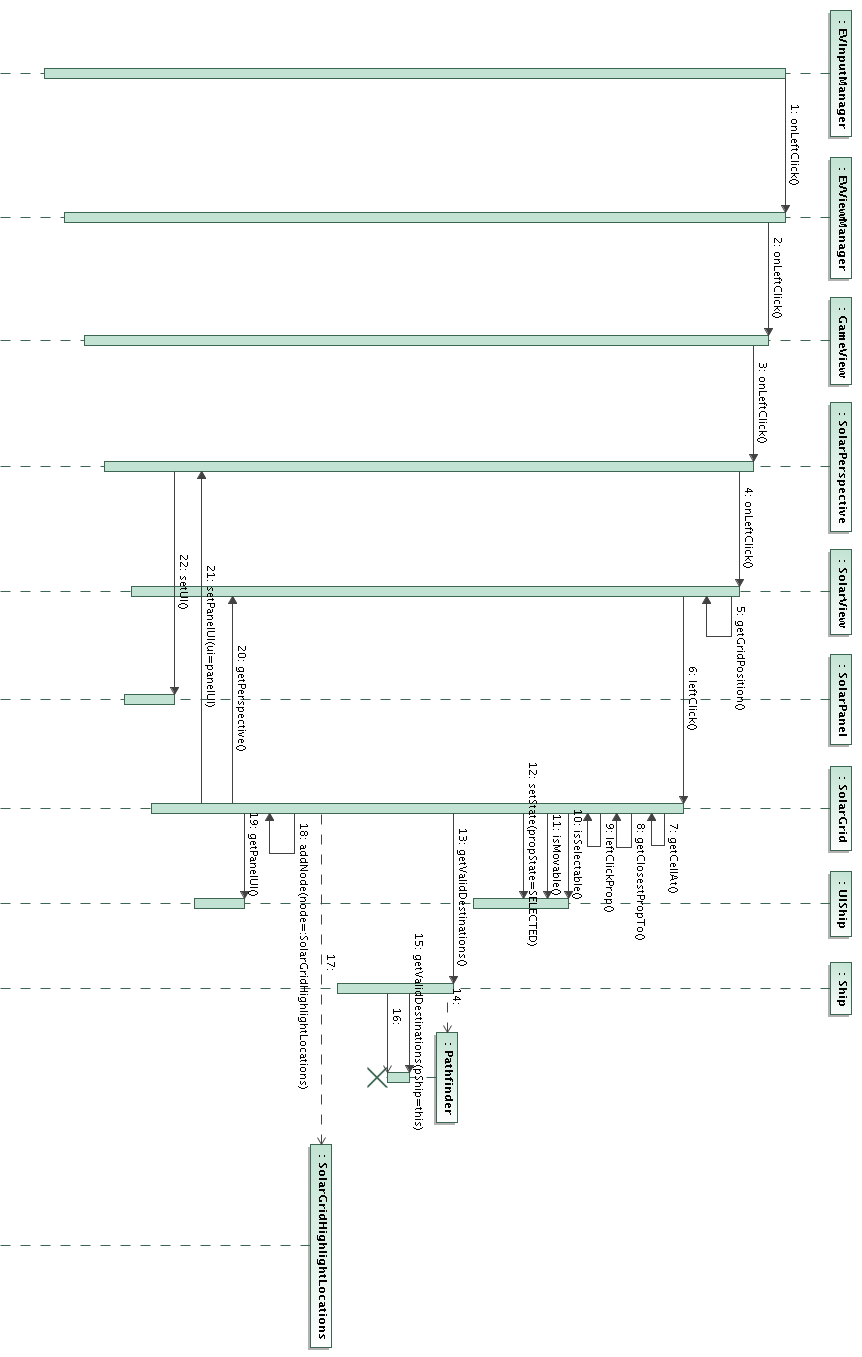 : EVInputManager
: EVViewManager
: GameView
: SolarPerspective
: SolarView
: SolarPanel
: SolarGrid
: UIShip
: Ship
1: onLeftClick()
2: onLeftClick()
3: onLeftClick()
4: onLeftClick()
5: getGridPosition()
6: leftClick()
7: getCellAt()
8: getClosestPropTo()
9: leftClickProp()
10: isSelectable()
11: isMovable()
12: setState(propState=SELECTED)
13: getValidDestinations()
14:
: Pathfinder
15: getValidDestinations(pShip=this)
16:
17:
: SolarGridHighlightLocations
18: addNode(node=:SolarGridHighlightLocations)
19: getPanelUI()
20: getPerspective()
21: setPanelUI(ui=panelUI)
22: setUI()